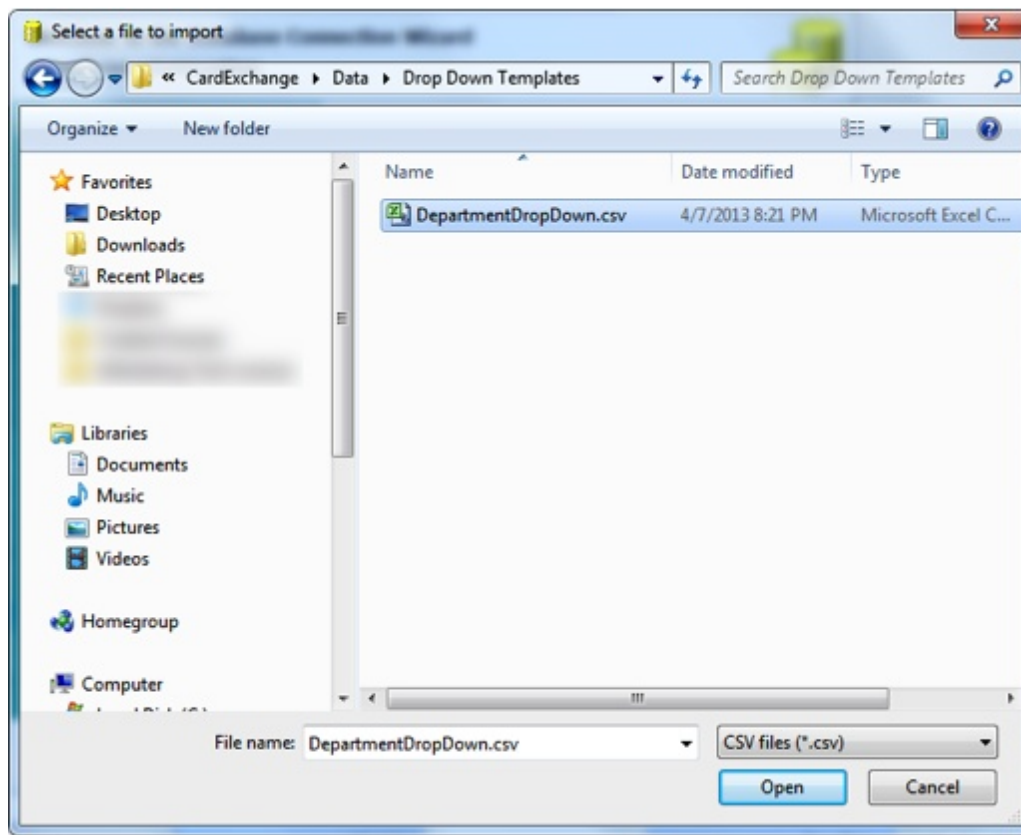 Select a file to import
« CardExchange ▸ Data ▸ Drop Down Templates
Search Drop Down Templates
Organize
New folder
Name
Date modified
Type
DepartmentDropDown.csv
4/7/2013 8:21 PM
Microsoft Excel C...
Favorites
Desktop
Downloads
Recent Places
Libraries
Documents
Music
Pictures
Videos
Homegroup
Computer
File name:
DepartmentDropDown.csv
CSV files (*.csv)
Open
Cancel